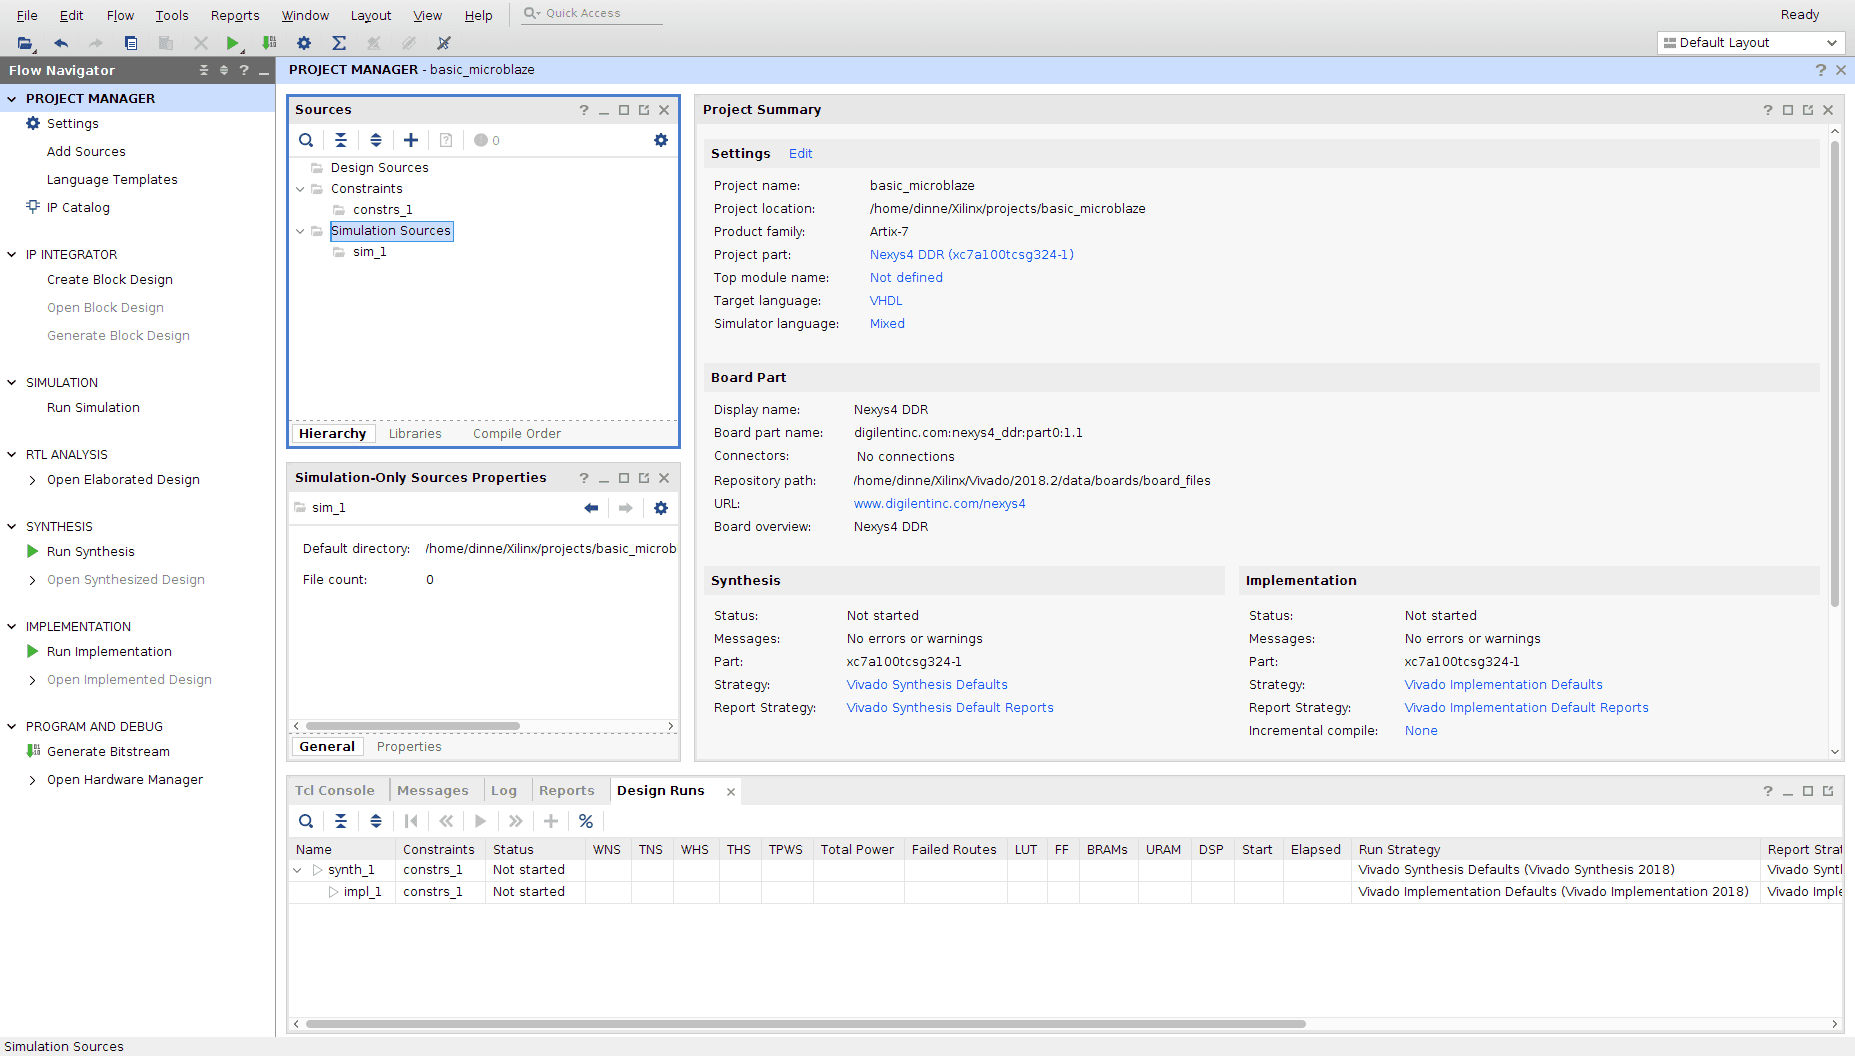 File Edit Flow Tools Reports Window Layout View Help Quick Access Ready
Default Layout
Flow Navigator
PROJECT MANAGER - basic_microblaze
PROJECT MANAGER
Settings
Add Sources
Language Templates
IP Catalog
IP INTEGRATOR
Create Block Design
Open Block Design
Generate Block Design
SIMULATION
Run Simulation
RTL ANALYSIS
Open Elaborated Design
SYNTHESIS
Run Synthesis
Open Synthesized Design
IMPLEMENTATION
Run Implementation
Open Implemented Design
PROGRAM AND DEBUG
Generate Bitstream
Open Hardware Manager
Sources
0
Design Sources
Constraints
constrs_1
Simulation Sources
sim_1
Hierarchy Libraries Compile Order
Simulation-Only Sources Properties
sim_1
Default directory: /home/dinne/Xilinx/projects/basic_microb
File count: 0
General Properties
Project Summary
Settings Edit
Project name: basic_microblaze
Project location: /home/dinne/Xilinx/projects/basic_microblaze
Product family: Artix-7
Project part: Nexys4 DDR (xc7a100tcsg324-1)
Top module name: Not defined
Target language: VHDL
Simulator language: Mixed
Board Part
Display name: Nexys4 DDR
Board part name: digilentinc.com:nexys4_ddr:part0:1.1
Connectors: No connections
Repository path: /home/dinne/Xilinx/Vivado/2018.2/data/boards/board_files
URL: www.digilentinc.com/nexys4
Board overview: Nexys4 DDR
Synthesis
Status: Not started
Messages: No errors or warnings
Part: xc7a100tcsg324-1
Strategy: Vivado Synthesis Defaults
Report Strategy: Vivado Synthesis Default Reports
Implementation
Status: Not started
Messages: No errors or warnings
Part: xc7a100tcsg324-1
Strategy: Vivado Implementation Defaults
Report Strategy: Vivado Implementation Default Reports
Incremental compile: None
Tcl Console Messages Log Reports Design Runs
Name Constraints Status WNS TNS WHS THS TPWS Total Power Failed Routes LUT FF BRAMs URAM DSP Start Elapsed Run Strategy Report Strat
synth_1 constrs_1 Not started Vivado Synthesis Defaults (Vivado Synthesis 2018) Vivado Synt
impl_1 constrs_1 Not started Vivado Implementation Defaults (Vivado Implementation 2018) Vivado Imple
Simulation Sources